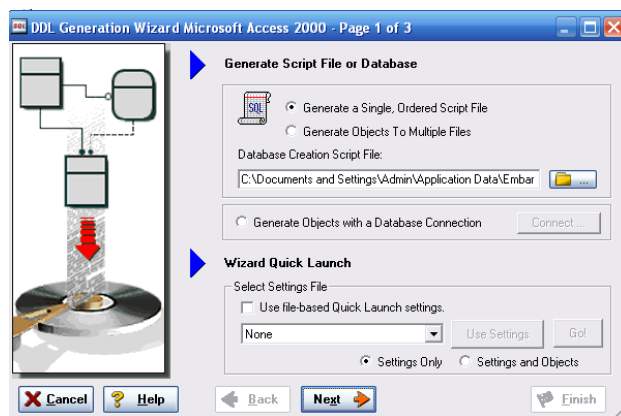 DDL Generation Wizard Microsoft Access 2000 - Page 1 of 3
Generate Script File or Database
SQL
Generate a Single, Ordered Script File
Generate Objects To Multiple Files
Database Creation Script File:
C:\Documents and Settings\Admin\Application Data\Embar
...
Generate Objects with a Database Connection
Connect ...
Wizard Quick Launch
Select Settings File
Use file-based Quick Launch settings.
None
Use Settings
Go!
Settings Only
Settings and Objects
Cancel
Help
Back
Next
Finish